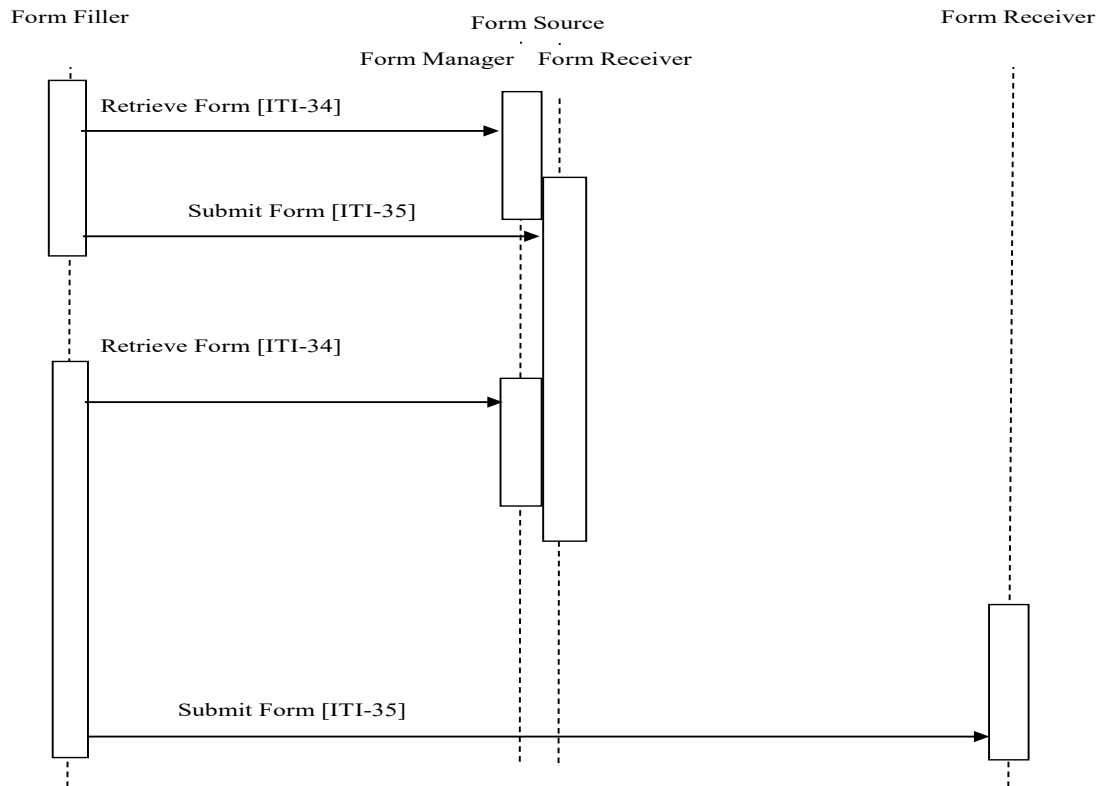 Form Filler
Form Source
Form Receiver
Form Manager
Form Receiver
Retrieve Form [ITI-34]
Submit Form [ITI-35]
Retrieve Form [ITI-34]
Submit Form [ITI-35]